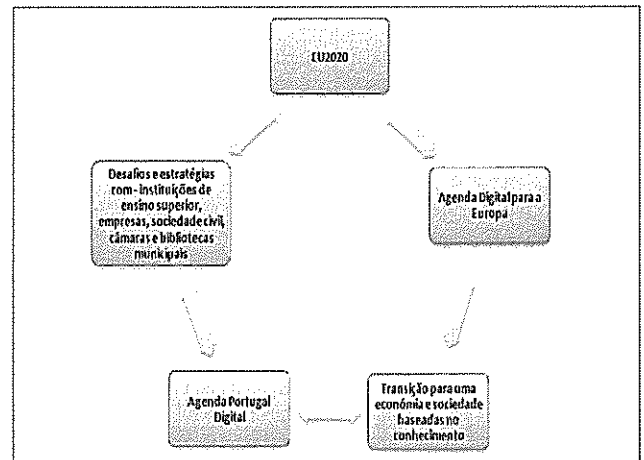 EU2020
Desafios e estratégias
com - Instituições de
ensino superior,
empresas, sociedade civil,
câmaras e bibliotecas
municipais
Agenda Digital para a
Europa
Agenda Portugal
Digital
Transição para uma
economia e sociedade
baseadas no
conhecimento